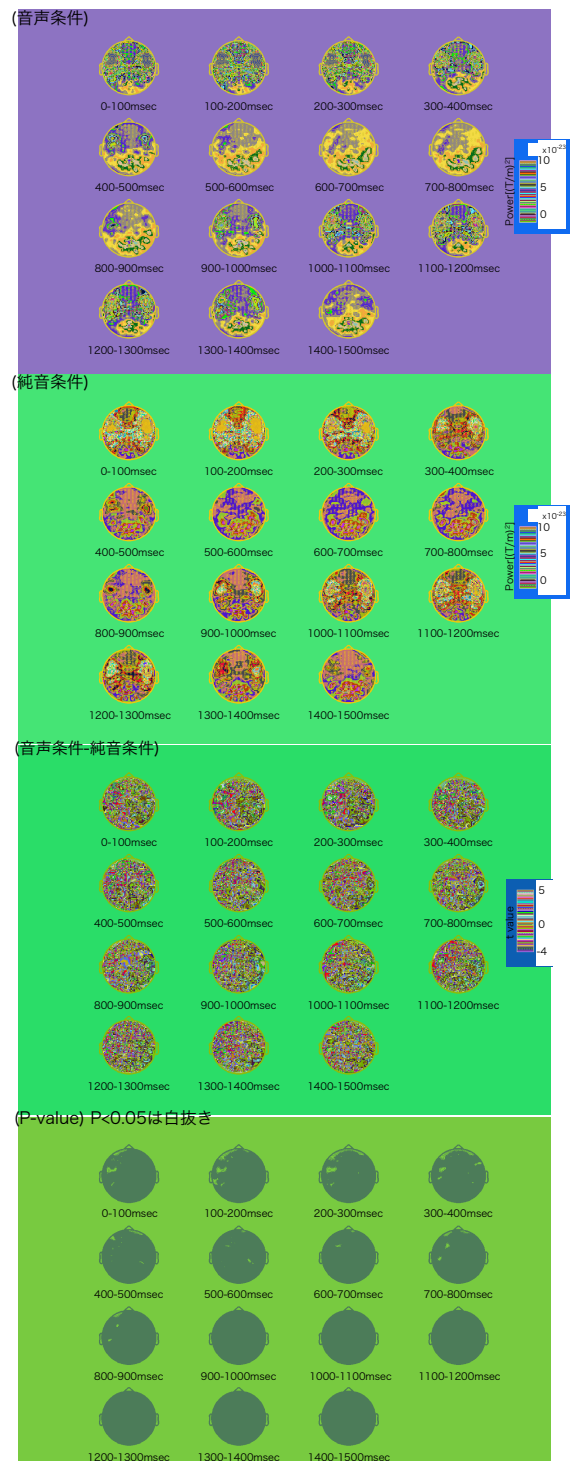 (音声条件)
0-100msec
100-200msec
200-300msec
300-400msec
400-500msec
500-600msec
600-700msec
700-800msec
800-900msec
900-1000msec
1000-1100msec
1100-1200msec
1200-1300msec
1300-1400msec
1400-1500msec
x10-23
10
5
0
Power[(T/m)²]
(純音条件)
0-100msec
100-200msec
200-300msec
300-400msec
400-500msec
500-600msec
600-700msec
700-800msec
800-900msec
900-1000msec
1000-1100msec
1100-1200msec
1200-1300msec
1300-1400msec
1400-1500msec
x10-23
10
5
0
Power[(T/m)²]
(音声条件-純音条件)
0-100msec
100-200msec
200-300msec
300-400msec
400-500msec
500-600msec
600-700msec
700-800msec
800-900msec
900-1000msec
1000-1100msec
1100-1200msec
1200-1300msec
1300-1400msec
1400-1500msec
5
0
-4
t value
(P-value) P<0.05は白抜き
0-100msec
100-200msec
200-300msec
300-400msec
400-500msec
500-600msec
600-700msec
700-800msec
800-900msec
900-1000msec
1000-1100msec
1100-1200msec
1200-1300msec
1300-1400msec
1400-1500msec